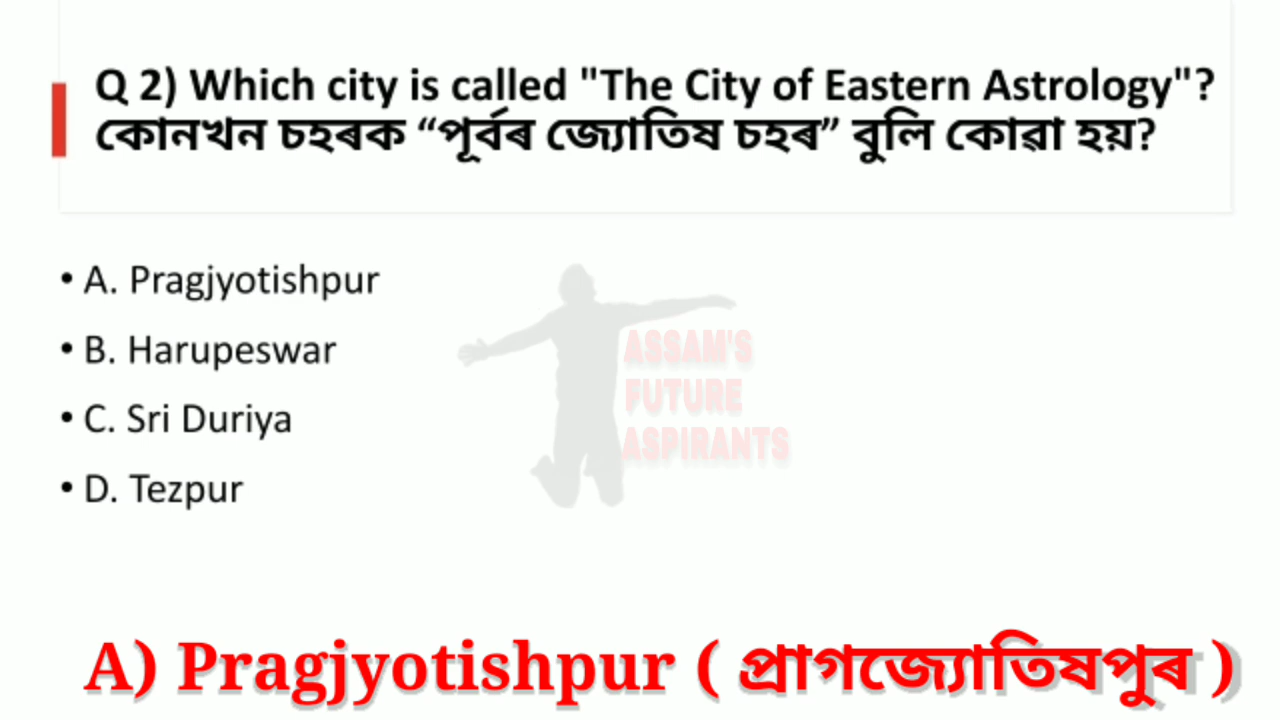 Q 2) Which city is called "The City of Eastern Astrology"?
কোনখন চহৰক “পূৰ্বৰ জ্যোতিষ চহৰ” বুলি কোৱা হয়?
• A. Pragjyotishpur
• B. Harupeswar
• C. Sri Duriya
• D. Tezpur
ASSAM'S
FUTURE
ASPIRANTS
A) Pragjyotishpur ( প্ৰাগজ্যোতিষপুৰ )